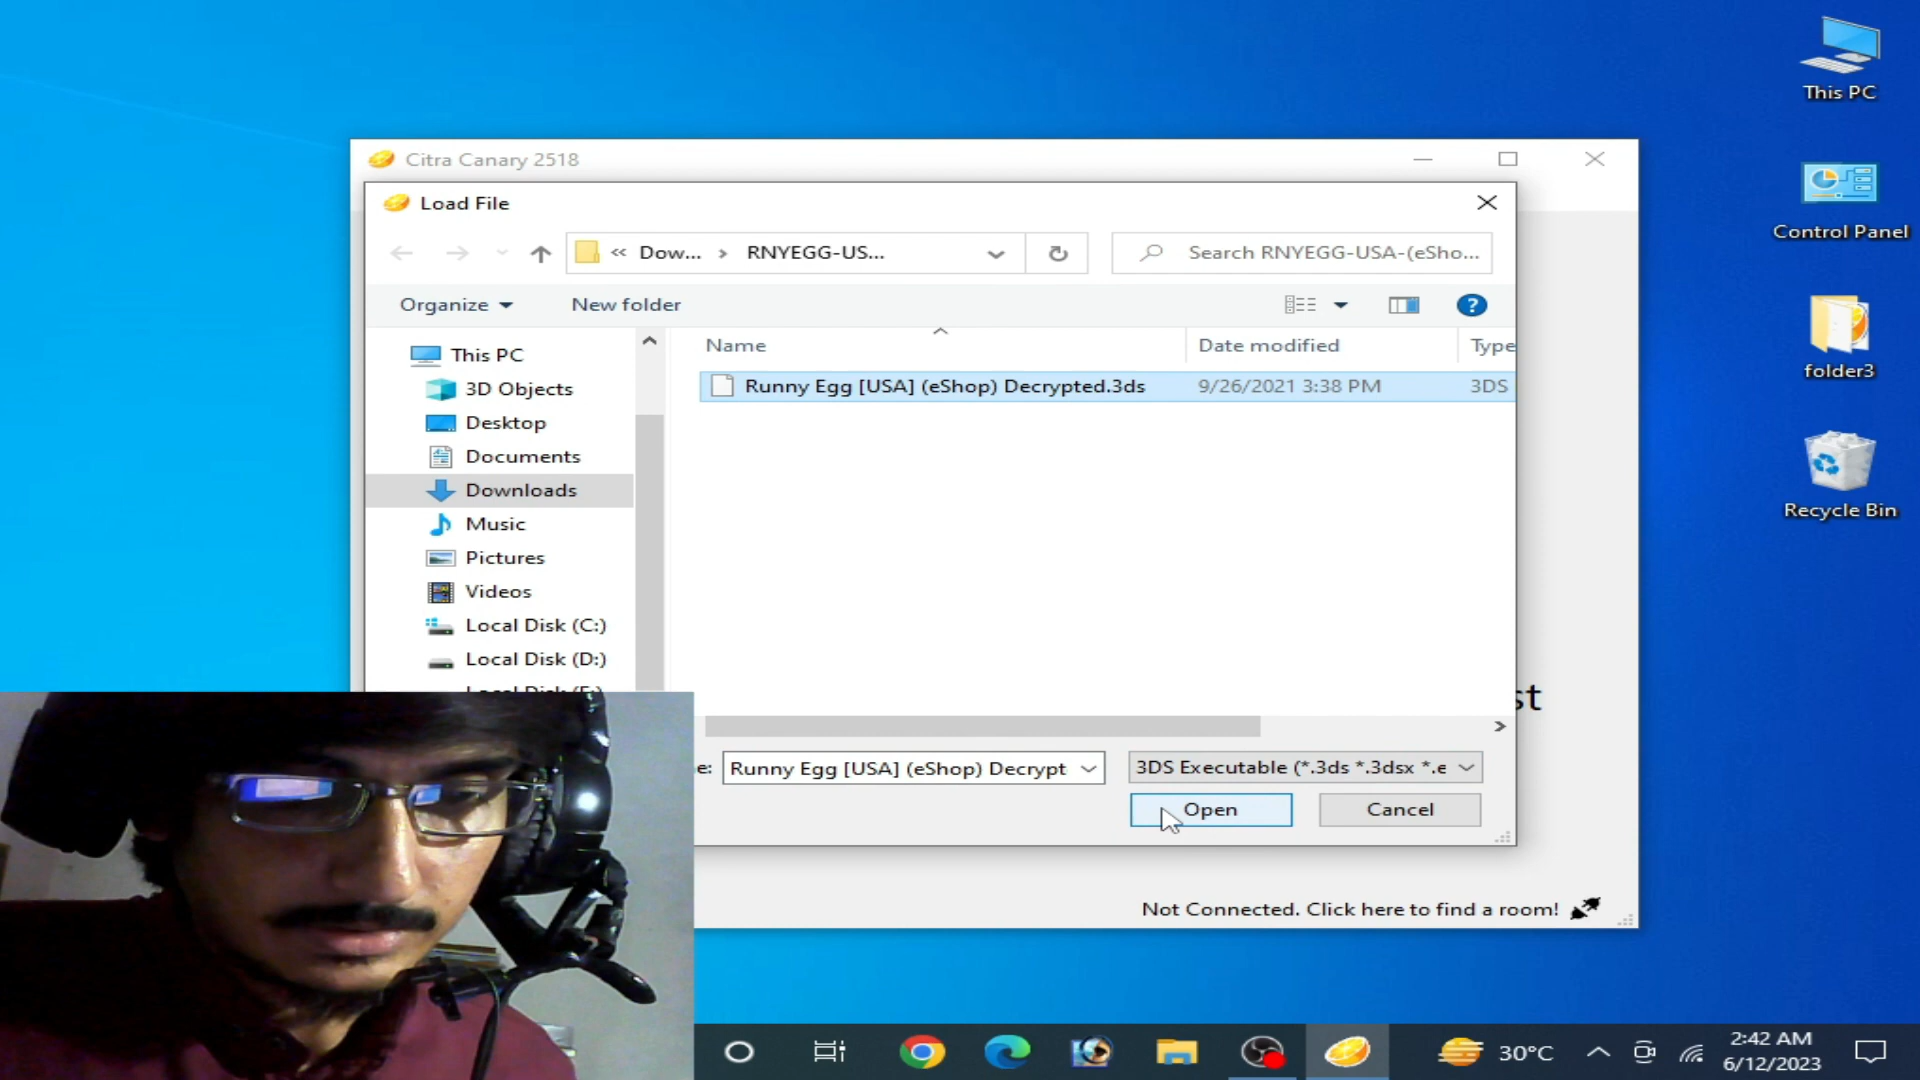 This PC
Citra Canary 2518
Load File
Control Panel
« Dow... › RNYEGG-US...
Search RNYEGG-USA-(eSho...
Organize
New folder
Name
Date modified
Type
This PC
Runny Egg [USA] (eShop) Decrypted.3ds
9/26/2021 3:38 PM
3DS
folder3
3D Objects
Desktop
Documents
Downloads
Recycle Bin
Music
Pictures
Videos
Local Disk (C:)
Local Disk (D:)
st
e:
Runny Egg [USA] (eShop) Decrypt
3DS Executable (*.3ds *.3dsx *.e
Open
Cancel
Not Connected. Click here to find a room!
30°C
2:42 AM
6/12/2023